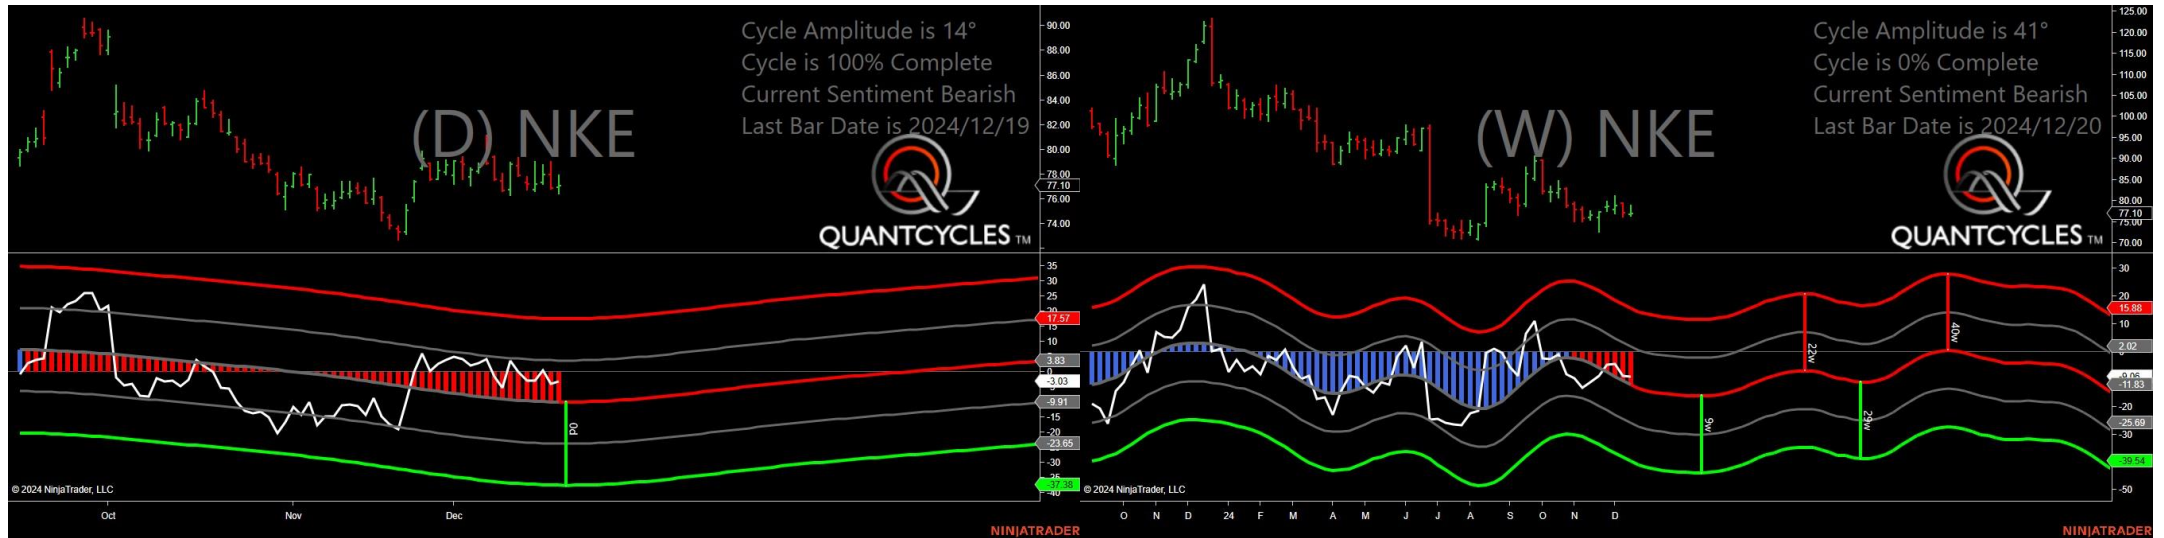 Cycle Amplitude is 14°
Cycle is 100% Complete
Current Sentiment Bearish
Last Bar Date is 2024/12/19
(D) NKE
QUANTCYCLES TM
90.00
88.00
86.00
84.00
82.00
80.00
78.00
77.10
76.00
74.00
35
30
25
20
17.57
15
10
3.83
-3.03
-9.91
-15
-20
-23.65
-30
-37.38
-40
0d
© 2024 NinjaTrader, LLC
Oct Nov Dec
NINJATRADER
Cycle Amplitude is 41°
Cycle is 0% Complete
Current Sentiment Bearish
Last Bar Date is 2024/12/20
(W) NKE
QUANTCYCLES TM
125.00
120.00
115.00
110.00
105.00
100.00
95.00
90.00
85.00
80.00
77.10
75.00
70.00
30
20
15.88
10
2.02
-9.06
-11.83
-20
-25.69
-30
-39.54
-50
9w
22w
29w
40w
© 2024 NinjaTrader, LLC
O N D 24 F M A M J J A S O N D
NINJATRADER